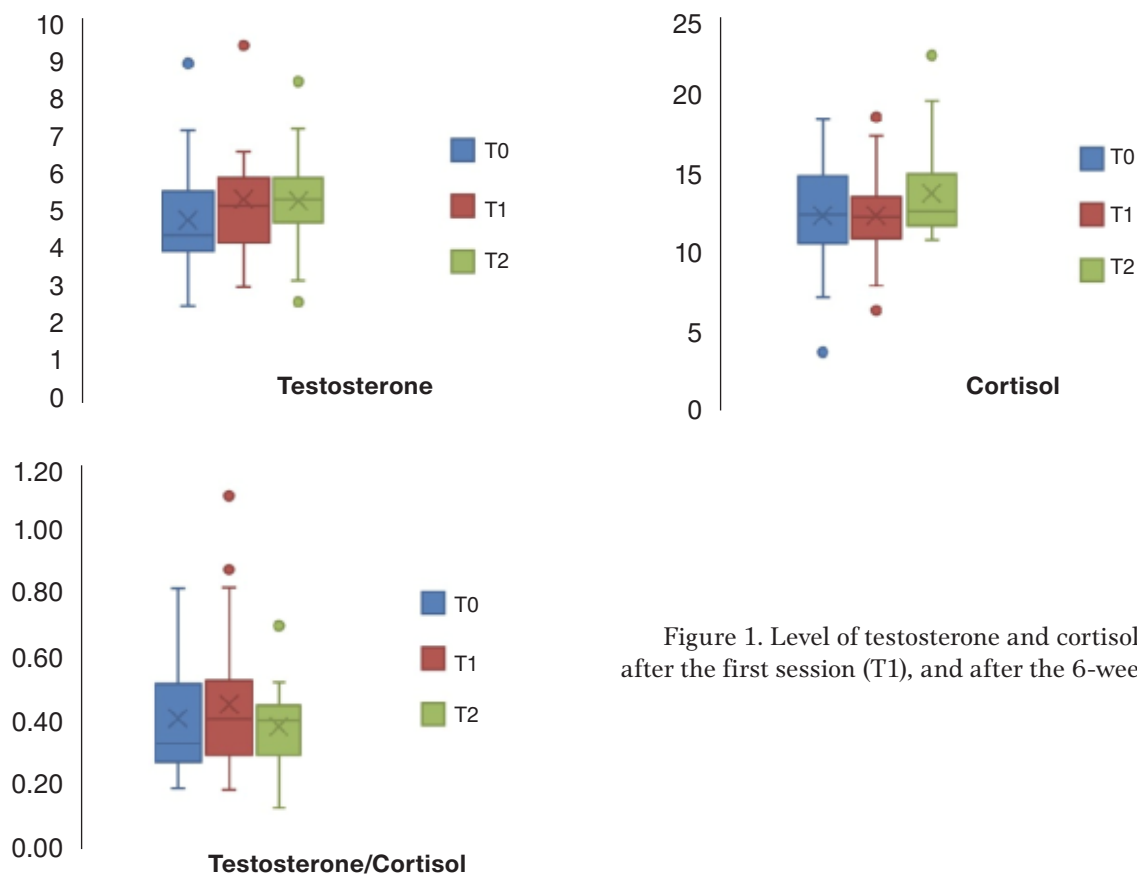 10
9
8
7
6
5
4
3
2
1
0
T0
T1
T2
Testosterone
25
20
15
10
5
0
T0
T1
T2
Cortisol
1.20
1.00
0.80
0.60
0.40
0.20
0.00
T0
T1
T2
Testosterone/Cortisol
Figure 1. Level of testosterone and cortisol
after the first session (T1), and after the 6-wee